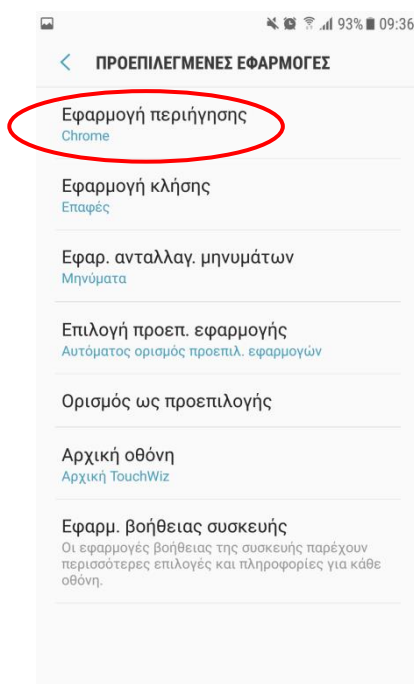 93% 09:36
ΠΡΟΕΠΙΛΕΓΜΕΝΕΣ ΕΦΑΡΜΟΓΕΣ
Εφαρμογή περιήγησης
Chrome
Εφαρμογή κλήσης
Επαφές
Εφαρ. ανταλλαγ. μηνυμάτων
Μηνύματα
Επιλογή προεπ. εφαρμογής
Αυτόματος ορισμός προεπιλ. εφαρμογών
Ορισμός ως προεπιλογής
Αρχική οθόνη
Αρχική TouchWiz
Εφαρμ. βοήθειας συσκευής
Οι εφαρμογές βοήθειας της συσκευής παρέχουν
περισσότερες επιλογές και πληροφορίες για κάθε
οθόνη.